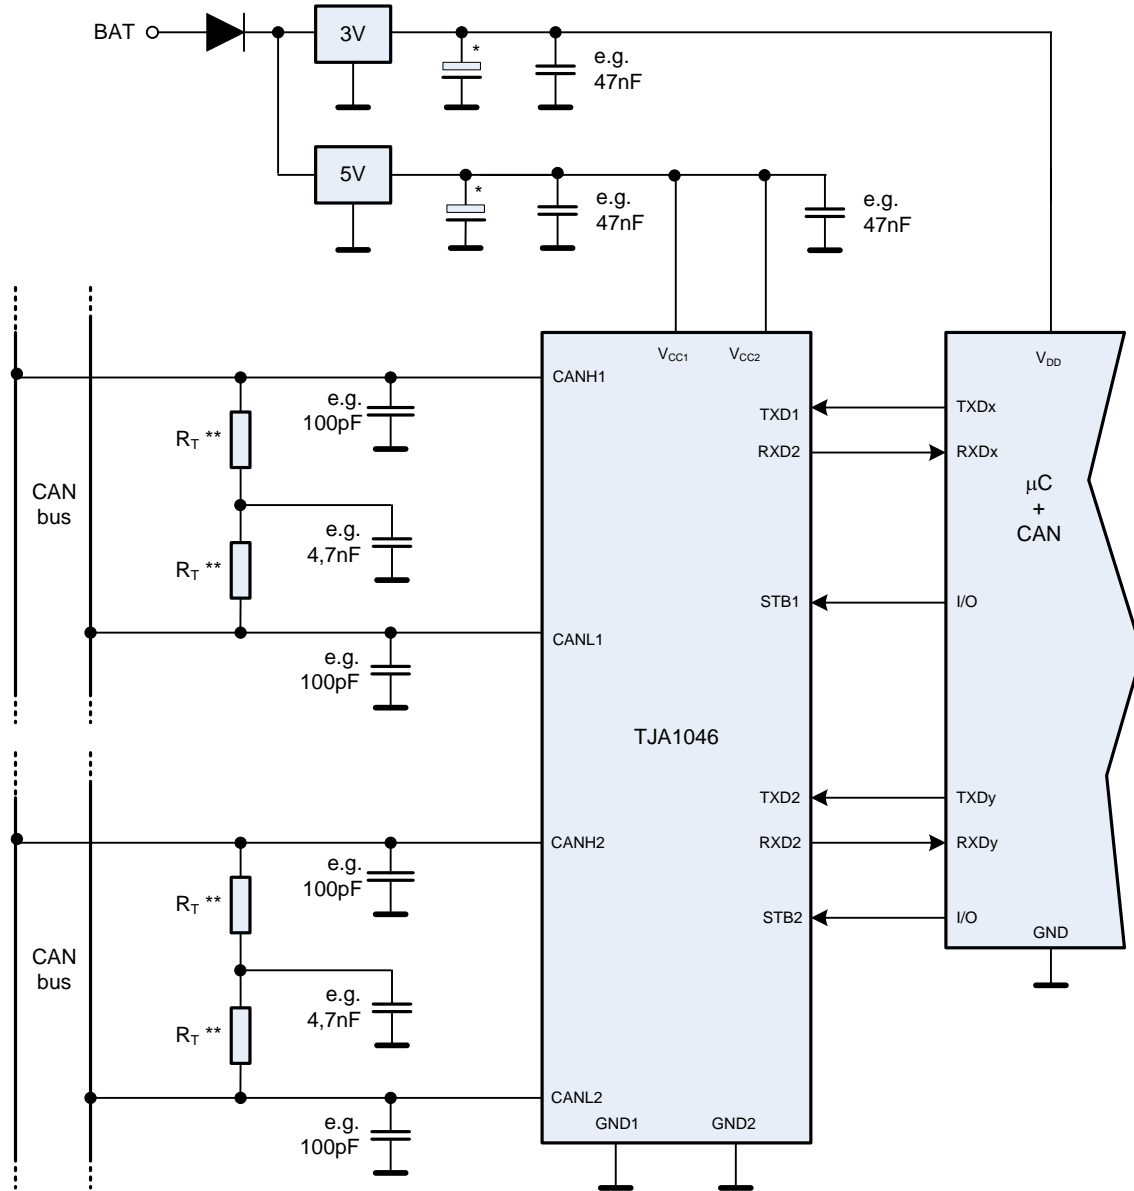 BAT
3V
*
e.g.
47nF
5V
*
e.g.
47nF
e.g.
47nF
VCC1
VCC2
VDD
CANH1
TXD1
TXDx
e.g.
100pF
RT **
RXD2
RXDx
CAN
bus
µC
+
CAN
e.g.
4,7nF
RT **
STB1
I/O
CANL1
e.g.
100pF
TJA1046
TXD2
TXDy
CANH2
RXD2
RXDy
e.g.
100pF
RT **
STB2
I/O
GND
CAN
bus
e.g.
4,7nF
RT **
CANL2
GND1
GND2
e.g.
100pF